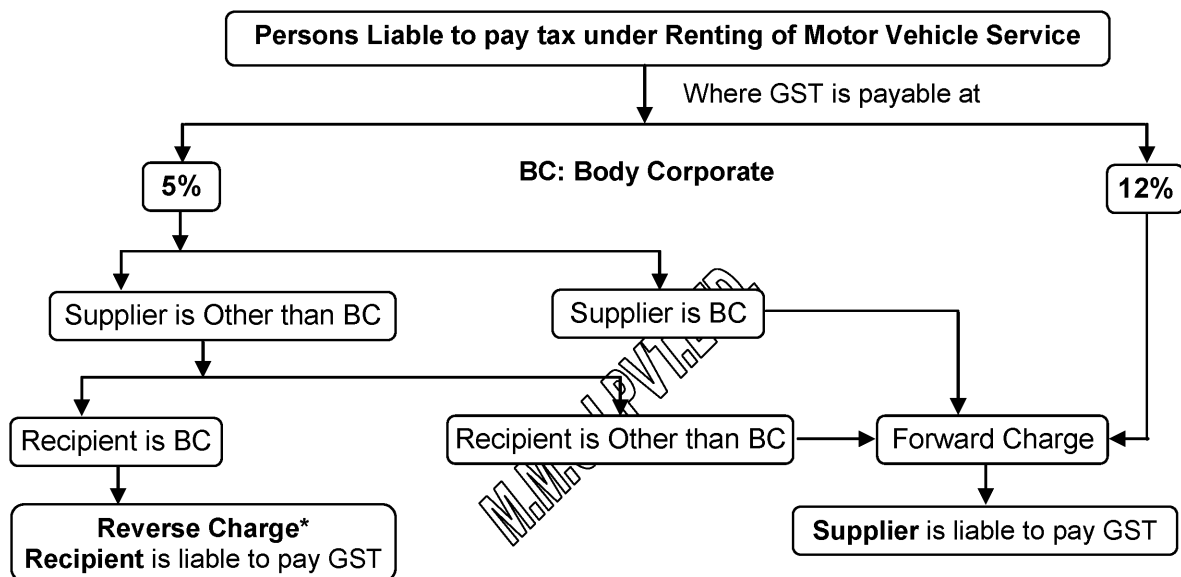 Persons Liable to pay tax under Renting of Motor Vehicle Service
Where GST is payable at
BC: Body Corporate
5%
12%
Supplier is Other than BC
Supplier is BC
Recipient is BC
Recipient is Other than BC
Forward Charge
Reverse Charge*
Recipient is liable to pay GST
Supplier is liable to pay GST